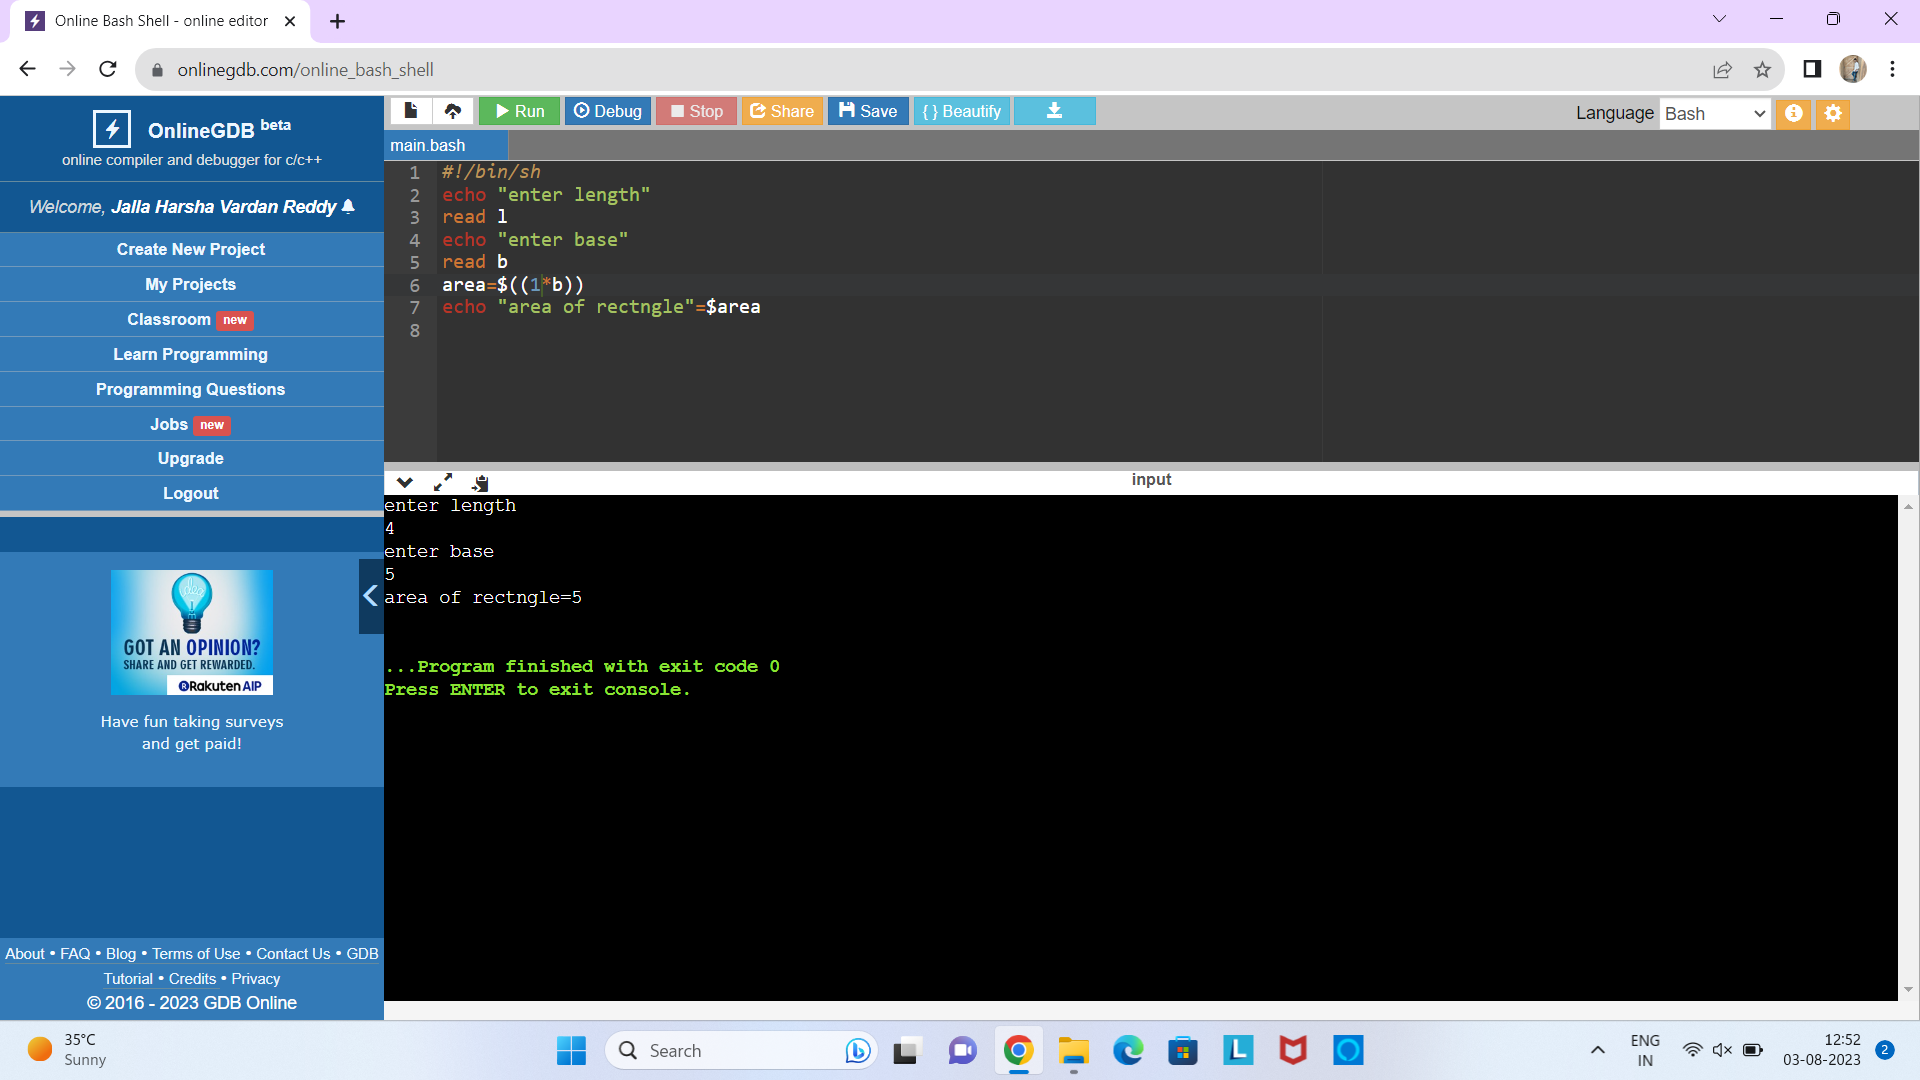 Online Bash Shell - online editor
onlinegdb.com/online_bash_shell
OnlineGDB beta
online compiler and debugger for c/c++
Welcome, Jalla Harsha Vardan Reddy
Create New Project
My Projects
Classroom new
Learn Programming
Programming Questions
Jobs new
Upgrade
Logout
idea
GOT AN OPINION?
SHARE AND GET REWARDED.
Rakuten AIP
Have fun taking surveys
and get paid!
About • FAQ • Blog • Terms of Use • Contact Us • GDB
Tutorial • Credits • Privacy
© 2016 - 2023 GDB Online
Run Debug Stop Share Save { } Beautify
Language Bash
main.bash
1 #!/bin/sh
2 echo "enter length"
3 read l
4 echo "enter base"
5 read b
6 area=$((1*b))
7 echo "area of rectngle"=$area
8
input
enter length
4
enter base
5
area of rectngle=5
...Program finished with exit code 0
Press ENTER to exit console.
35°C
Sunny
Search
L
ENG
IN
12:52
03-08-2023
2